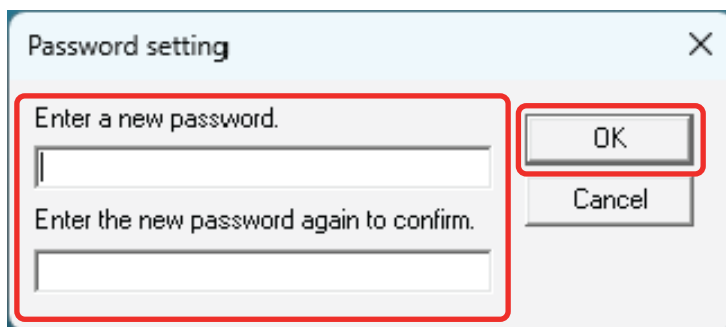 Password setting
Enter a new password.
OK
Enter the new password again to confirm.
Cancel